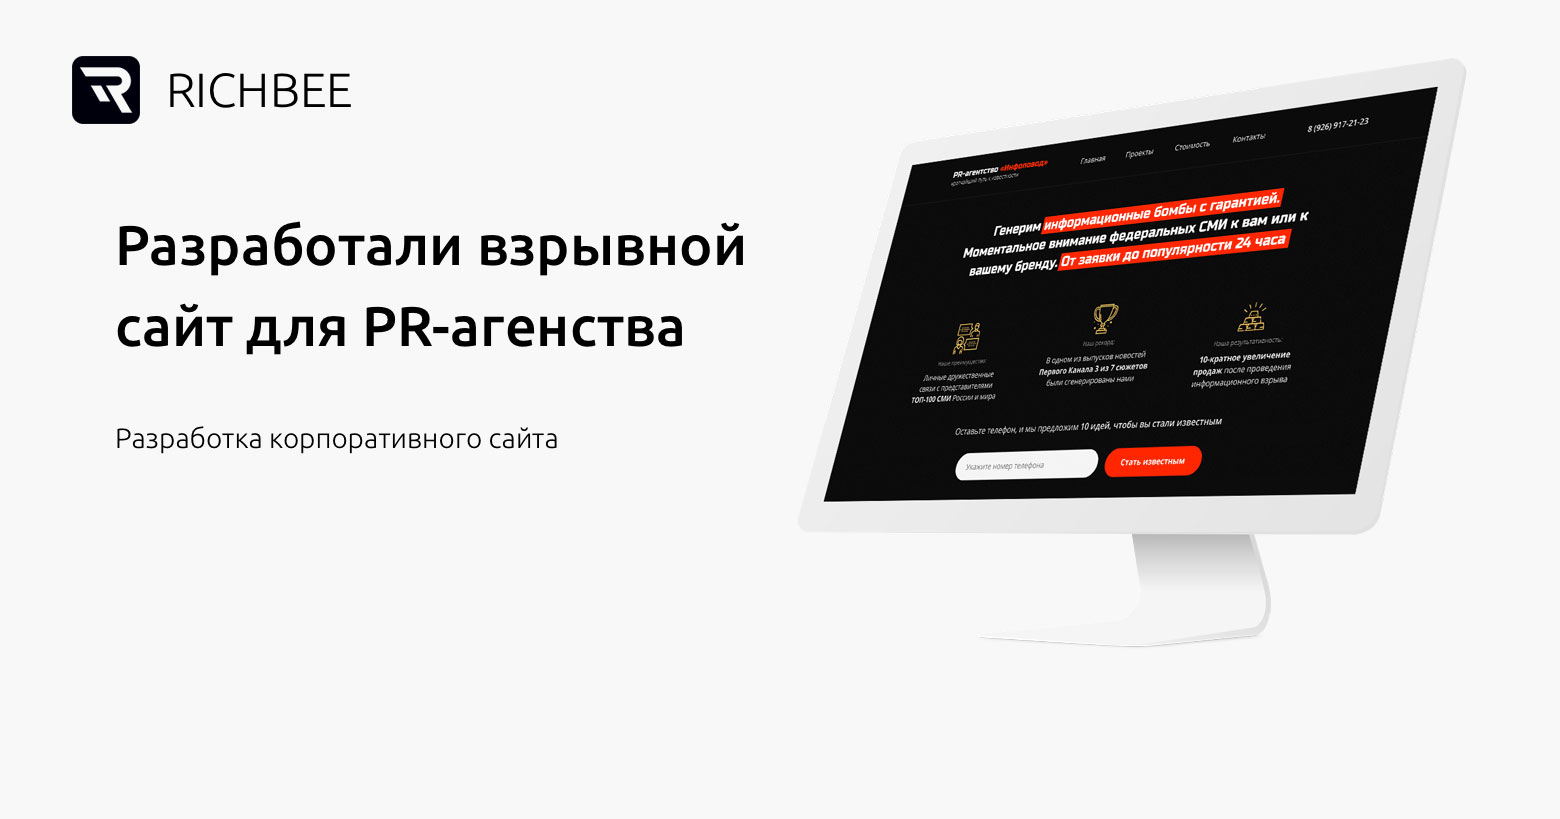 RICHBEE
Разработали взрывной
сайт для PR-агенства
Разработка корпоративного сайта
PR-агентство «Инфоповод»
кратчайший путь к известности
Главная
Проекты
Стоимость
Контакты
8 (926) 917-21-23
Генерим информационные бомбы с гарантией.
Моментальное внимание федеральных СМИ к вам или к
вашему бренду. От заявки до популярности 24 часа
Наше преимущество:
Личные дружественные
связи с представителями
ТОП-100 СМИ России и мира
Наш рекорд:
В одном из выпусков новостей
Первого Канала 3 из 7 сюжетов
были сгенерированы нами
Наша результативность:
10-кратное увеличение
продаж после проведения
информационного взрыва
Оставьте телефон, и мы предложим 10 идей, чтобы вы стали известным
Укажите номер телефона
Стать известным